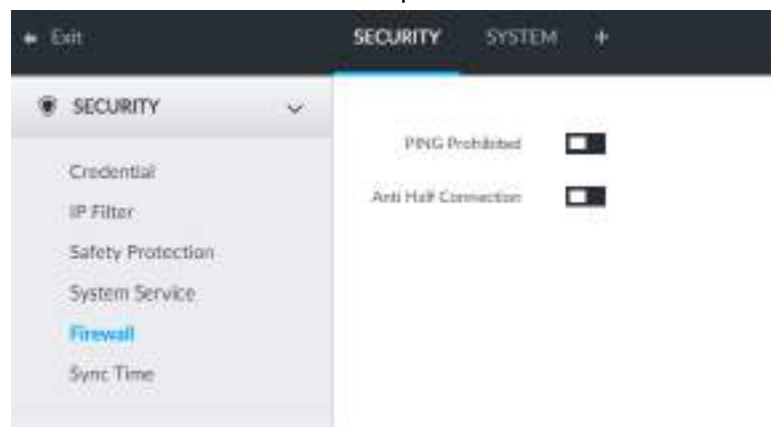 Exit
SECURITY SYSTEM +
SECURITY
PING Prohibited
Credential
Anti Half Connection
IP Filter
Safety Protection
System Service
Firewall
Sync Time